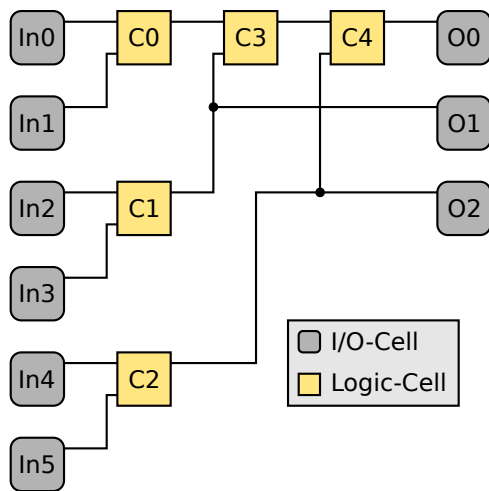 In0 C0 C3 C4 O0
In1 O1
In2 C1 O2
In3
I/O-Cell
In4 C2 Logic-Cell
In5